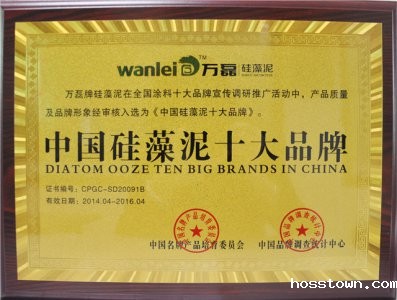 wanlei 万磊 TM 硅藻泥
万磊牌硅藻泥在全国涂料十大品牌宣传调研推广活动中，产品质量
及品牌形象经审核入选为《中国硅藻泥十大品牌》。
中国硅藻泥十大品牌
DIATOM OOZE TEN BIG BRANDS IN CHINA
证书编号：CPGC-SD20091B
有效日期：2014.04-2016.04
中国名牌产品培育委员会 中国品牌调查统计中心
hosstown.com